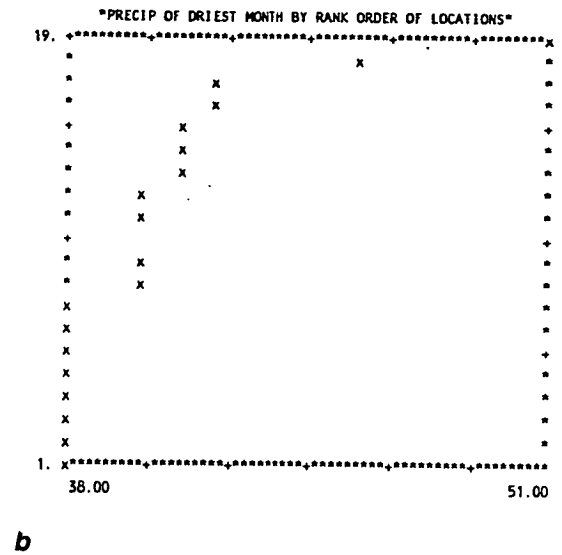 *PRECIP OF DRIEST MONTH BY RANK ORDER OF LOCATIONS*
19.
1.
38.00
51.00
b